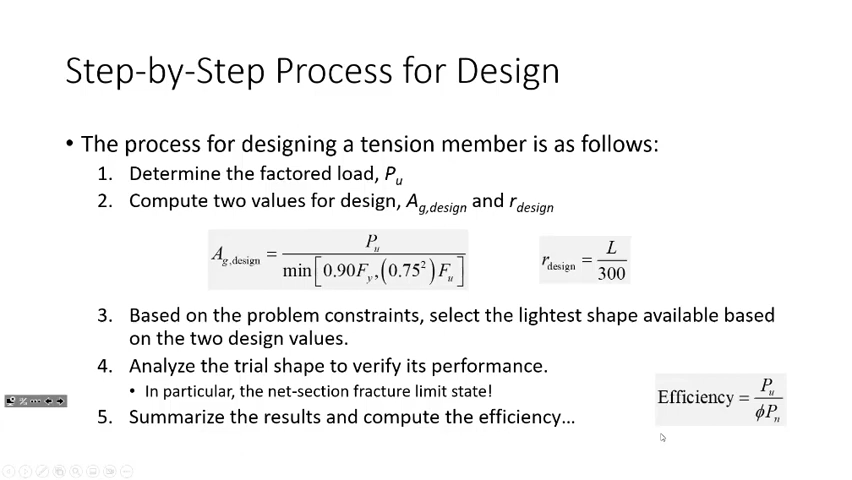 Step-by-Step Process for Design
• The process for designing a tension member is as follows:
1. Determine the factored load, Pu
2. Compute two values for design, Ag,design and rdesign
Ag,design = Pu / min[0.90Fy,(0.75²)Fu]
rdesign = L / 300
3. Based on the problem constraints, select the lightest shape available based
on the two design values.
4. Analyze the trial shape to verify its performance.
• In particular, the net-section fracture limit state!
5. Summarize the results and compute the efficiency…
Efficiency = Pu / ϕPn